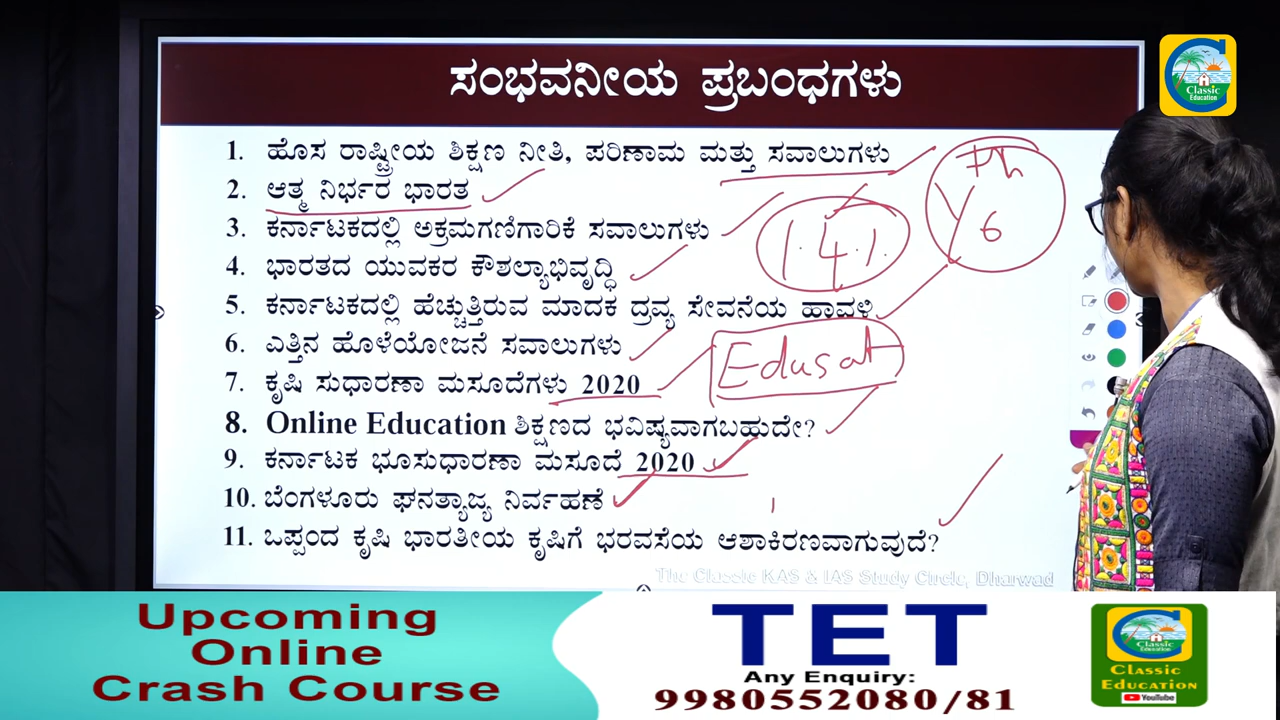 ಸಂಭವನೀಯ ಪ್ರಬಂಧಗಳು
Classic
Education
1. ಹೊಸ ರಾಷ್ಟ್ರೀಯ ಶಿಕ್ಷಣ ನೀತಿ, ಪರಿಣಾಮ ಮತ್ತು ಸವಾಲುಗಳು
2. ಆತ್ಮ ನಿರ್ಭರ ಭಾರತ
3. ಕರ್ನಾಟಕದಲ್ಲಿ ಅಕ್ರಮಗಣಿಗಾರಿಕೆ ಸವಾಲುಗಳು
1.4.1.
6
4. ಭಾರತದ ಯುವಕರ ಕೌಶಲ್ಯಾಭಿವೃದ್ಧಿ
5. ಕರ್ನಾಟಕದಲ್ಲಿ ಹೆಚ್ಚುತ್ತಿರುವ ಮಾದಕ ದ್ರವ್ಯ ಸೇವನೆಯ ಹಾವಳಿ
6. ಎತ್ತಿನ ಹೊಳೆಯೋಜನೆ ಸವಾಲುಗಳು
Edusat
7. ಕೃಷಿ ಸುಧಾರಣಾ ಮಸೂದೆಗಳು 2020
8. Online Education ಶಿಕ್ಷಣದ ಭವಿಷ್ಯವಾಗಬಹುದೇ?
9. ಕರ್ನಾಟಕ ಭೂಸುಧಾರಣಾ ಮಸೂದೆ 2020
10. ಬೆಂಗಳೂರು ಘನತ್ಯಾಜ್ಯ ನಿರ್ವಹಣೆ
11. ಒಪ್ಪಂದ ಕೃಷಿ ಭಾರತೀಯ ಕೃಷಿಗೆ ಭರವಸೆಯ ಆಶಾಕಿರಣವಾಗುವುದೆ?
The Classic KAS & IAS Study Circle, Dharwad
Upcoming
Online
Crash Course
TET
Any Enquiry:
9980552080/81
Classic
Education
CLASSIC
EDUCATION
YouTube